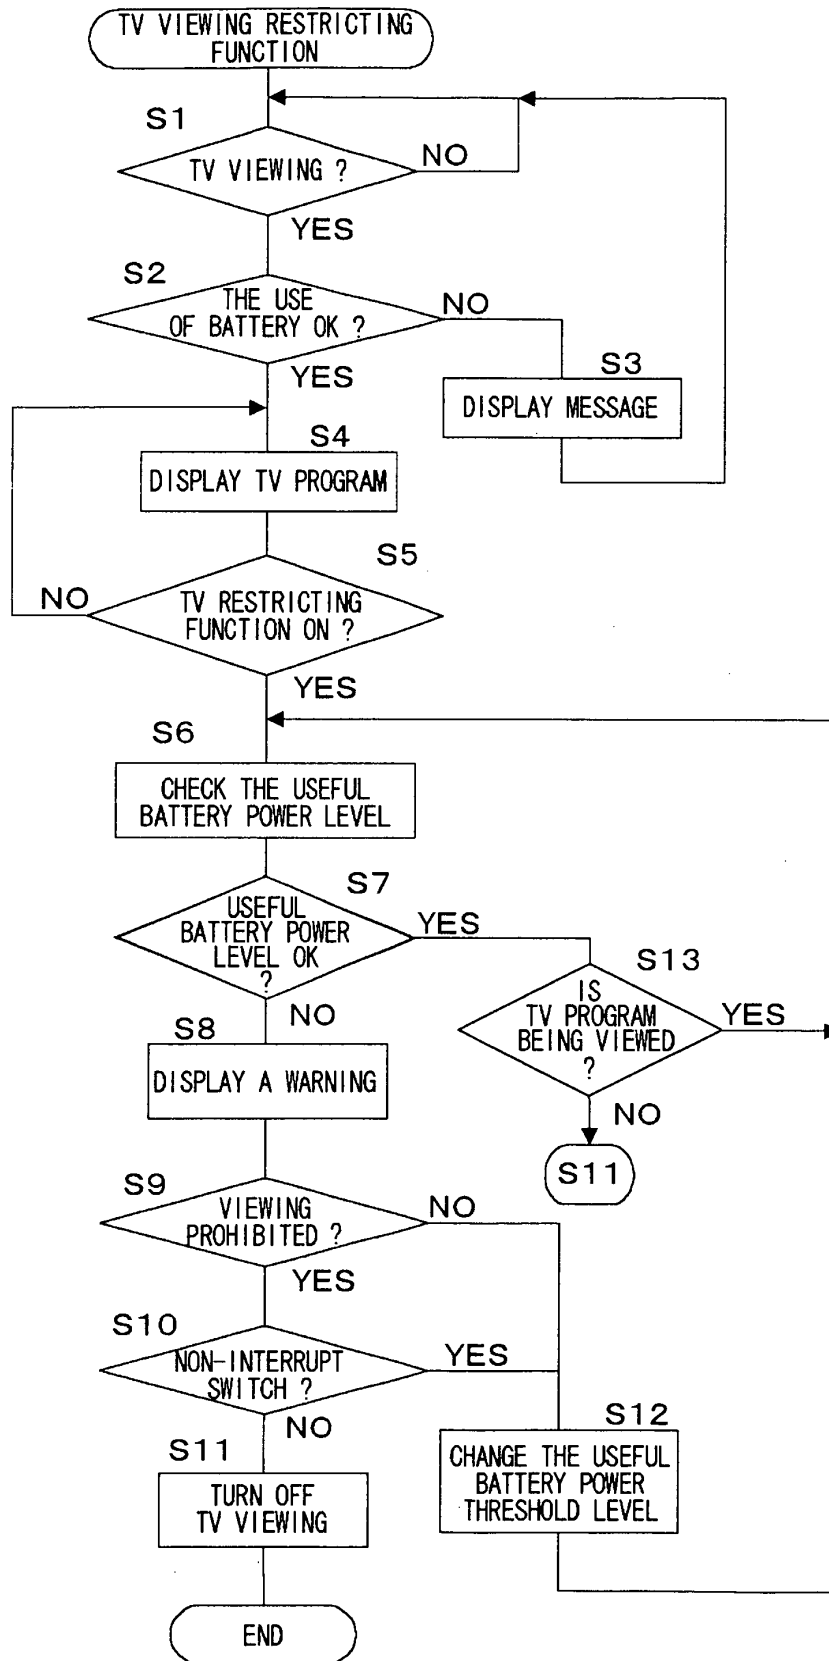 TV VIEWING RESTRICTING
FUNCTION
S1
TV VIEWING ?
NO
YES
S2
THE USE
OF BATTERY OK ?
NO
YES
S3
DISPLAY MESSAGE
S4
DISPLAY TV PROGRAM
S5
TV RESTRICTING
FUNCTION ON ?
NO
YES
S6
CHECK THE USEFUL
BATTERY POWER LEVEL
S7
USEFUL
BATTERY POWER
LEVEL OK
?
YES
NO
S13
IS
TV PROGRAM
BEING VIEWED
?
YES
NO
S11
S8
DISPLAY A WARNING
S9
VIEWING
PROHIBITED ?
NO
YES
S10
NON-INTERRUPT
SWITCH ?
YES
NO
S12
CHANGE THE USEFUL
BATTERY POWER
THRESHOLD LEVEL
S11
TURN OFF
TV VIEWING
END